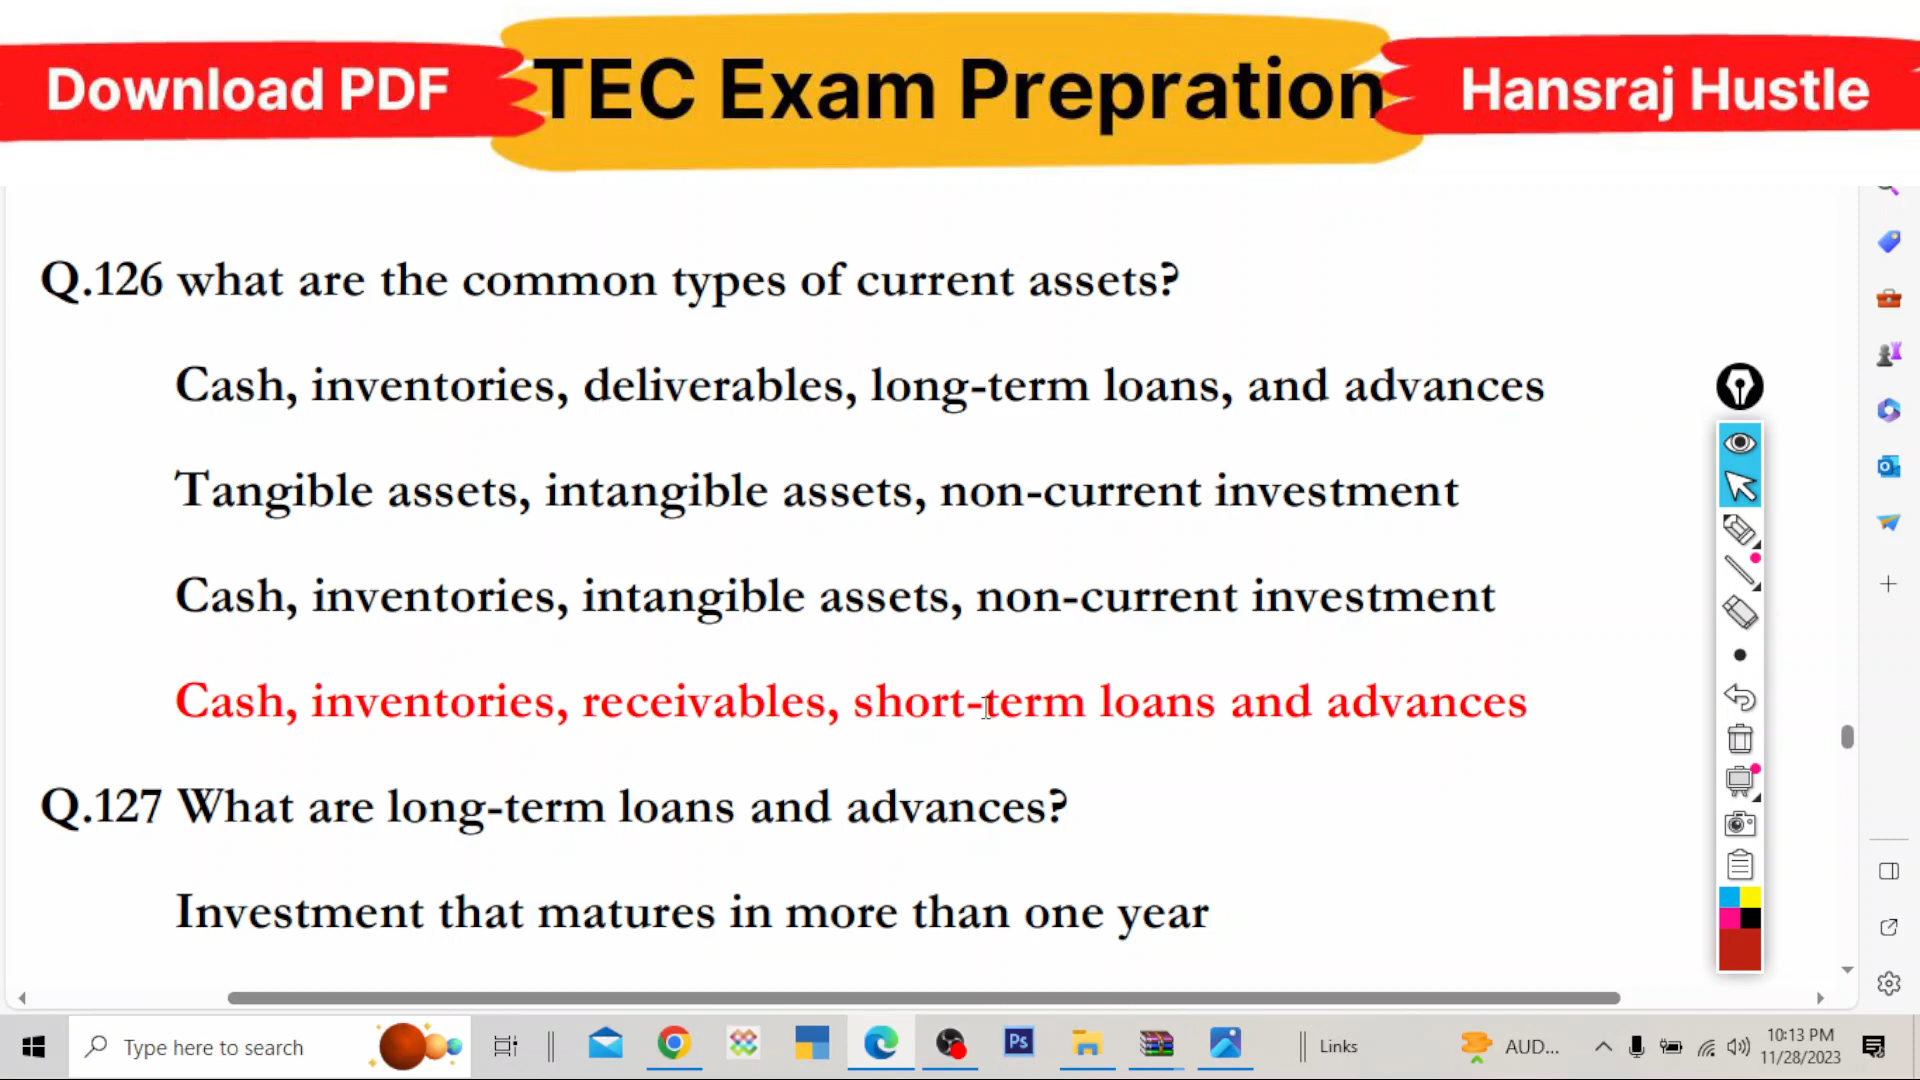 Download PDF
TEC Exam Prepration
Hansraj Hustle
Q.126 what are the common types of current assets?
Cash, inventories, deliverables, long-term loans, and advances
Tangible assets, intangible assets, non-current investment
Cash, inventories, intangible assets, non-current investment
Cash, inventories, receivables, short-term loans and advances
Q.127 What are long-term loans and advances?
Investment that matures in more than one year
Type here to search
Ps
Links
AUD...
10:13 PM
11/28/2023